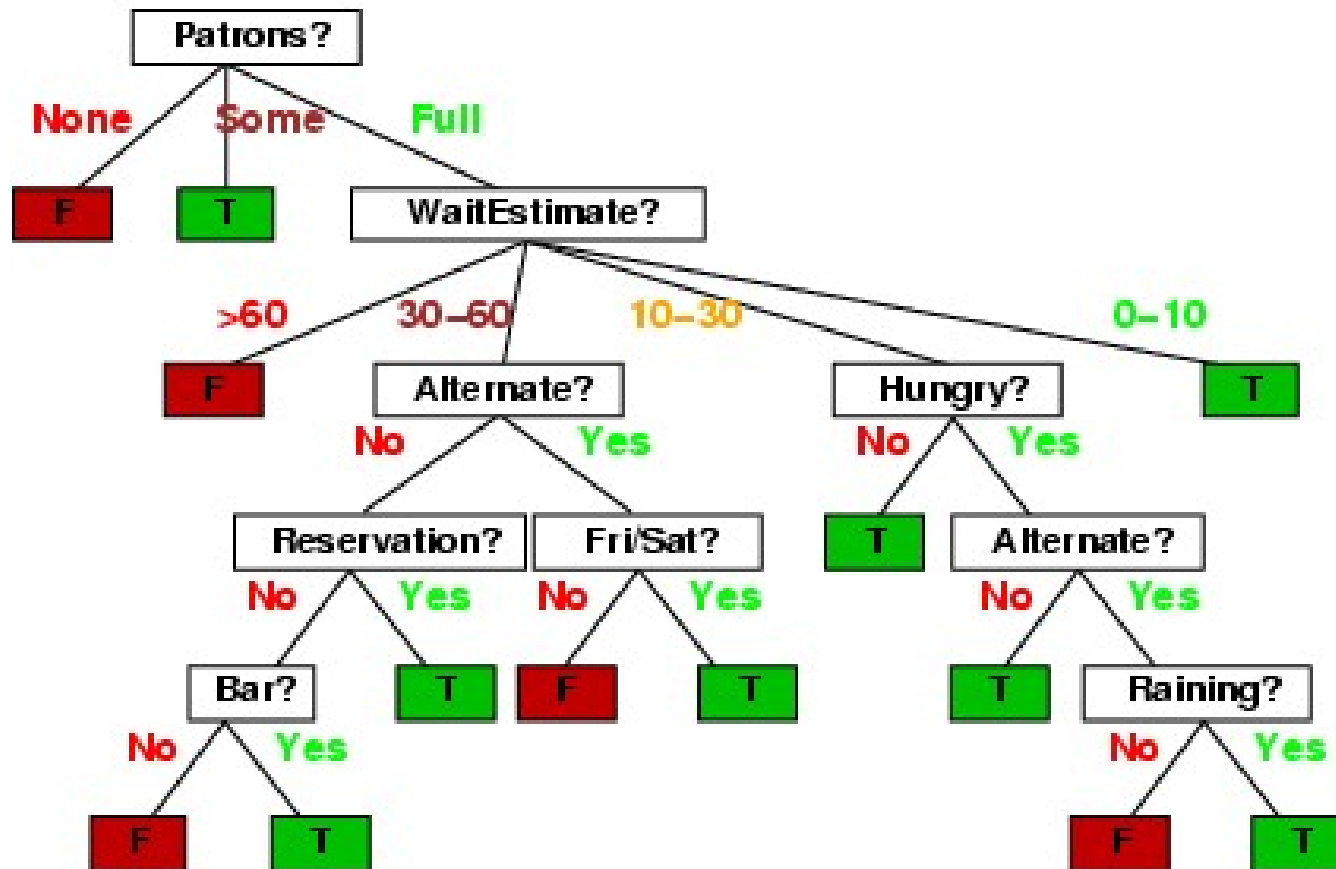 Patrons?
None Some Full
F T WaitEstimate?
>60 30–60 10–30 0–10
F Alternate? Hungry? T
No Yes No Yes
Reservation? Fri/Sat? T Alternate?
No Yes No Yes No Yes
Bar? T F T T Raining?
No Yes No Yes
F T F T